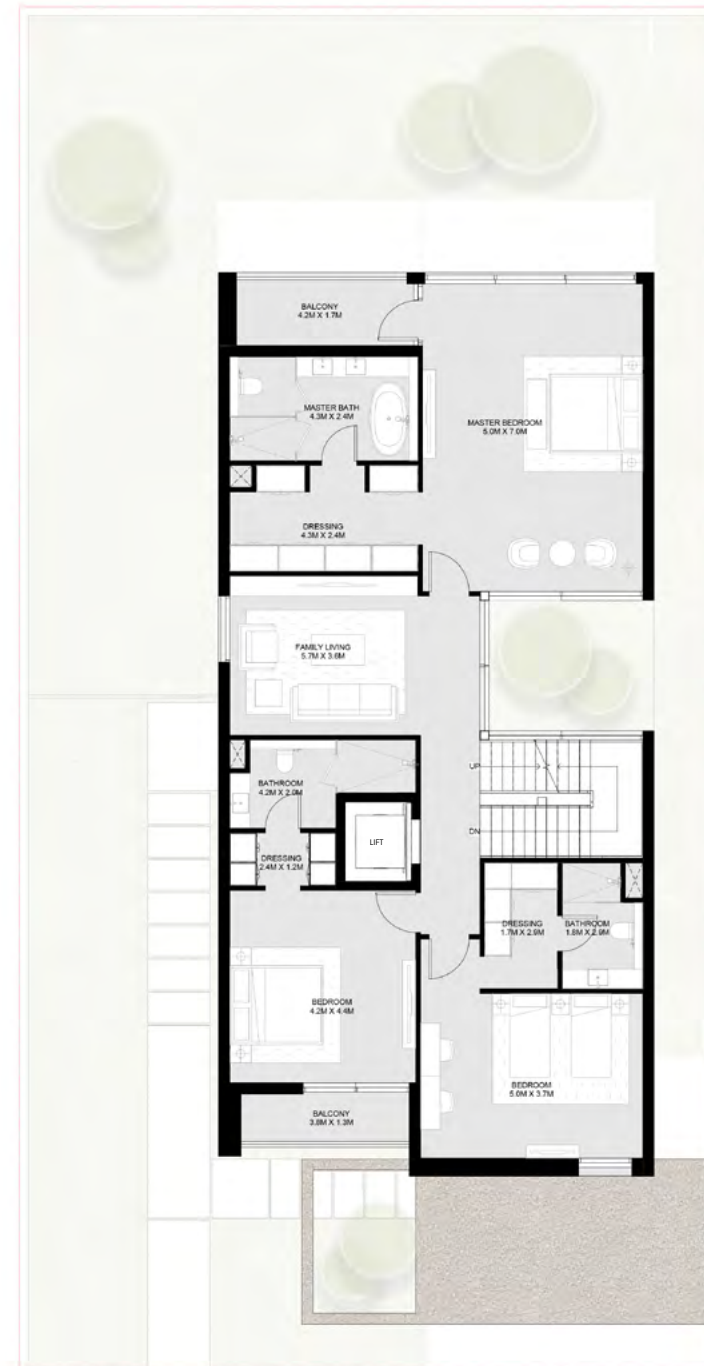 BALCONY
4.2M X 1.7M
MASTER BATH
4.3M X 2.4M
MASTER BEDROOM
5.0M X 7.0M
DRESSING
4.3M X 2.4M
FAMILY LIVING
5.7M X 3.6M
UP
BATHROOM
4.2M X 2.0M
LIFT
DN
DRESSING
2.4M X 1.2M
DRESSING
1.7M X 2.9M
BATHROOM
1.8M X 2.9M
BEDROOM
4.2M X 4.4M
BEDROOM
5.0M X 3.7M
BALCONY
3.8M X 1.3M